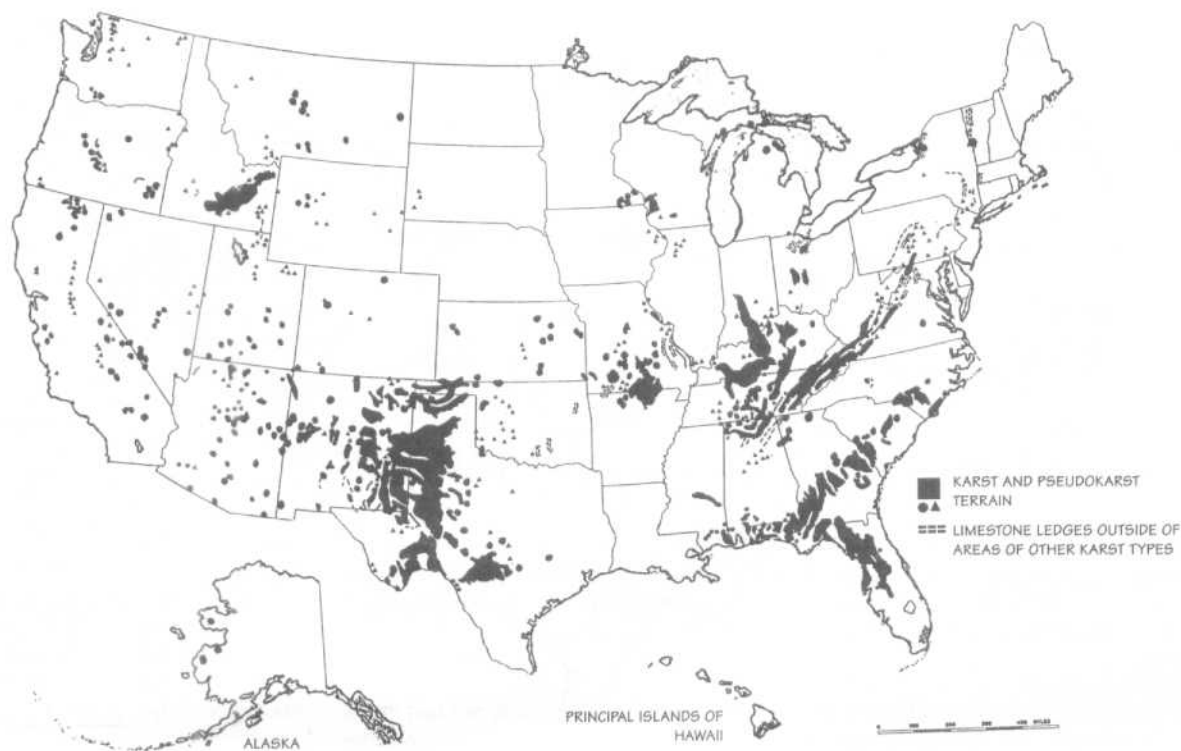 KARST AND PSEUDOKARST
TERRAIN
LIMESTONE LEDGES OUTSIDE OF
AREAS OF OTHER KARST TYPES
PRINCIPAL ISLANDS OF
HAWAII
ALASKA